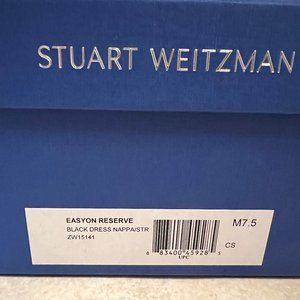 STUART WEITZMAN
EASYON RESERVE
BLACK DRESS NAPPA/STR
ZW15141
M7.5
CS
8 83400 45928 5
UPC